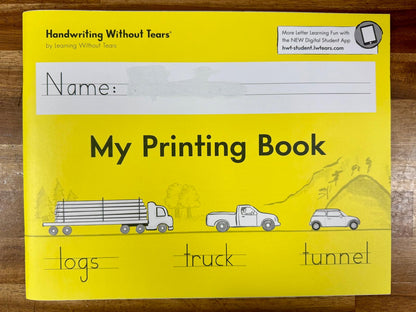 Handwriting Without Tears®
by Learning Without Tears
More Letter Learning Fun with
the NEW Digital Student App
hwt-student.lwtears.com
Name:
My Printing Book
logs truck tunnel